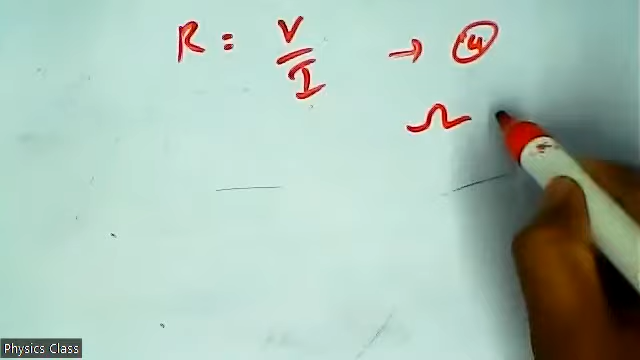 R = V/I → ④
Ω
Physics Class